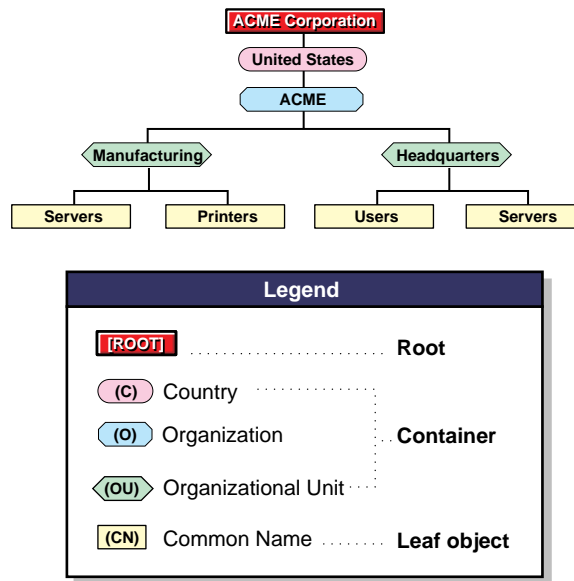 ACME Corporation
United States
ACME
Manufacturing Headquarters
Servers Printers Users Servers
Legend
[ROOT] Root
(C) Country
(O) Organization Container
(OU) Organizational Unit
(CN) Common Name Leaf object